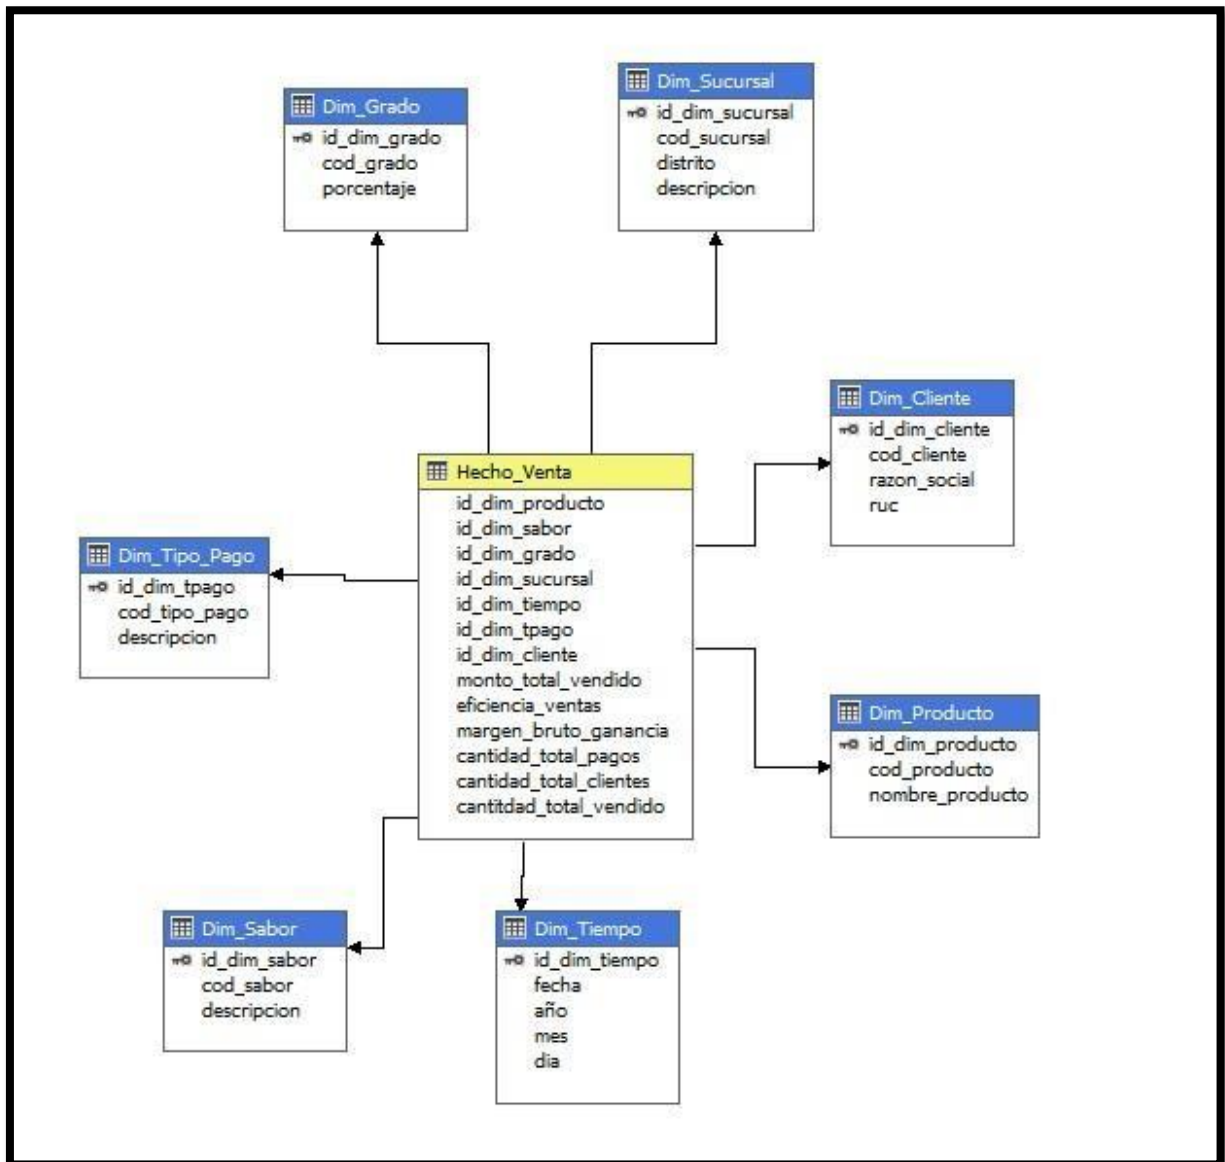 Dim_Grado
id_dim_grado
cod_grado
porcentaje
Dim_Sucursal
id_dim_sucursal
cod_sucursal
distrito
descripcion
Dim_Cliente
id_dim_cliente
cod_cliente
razon_social
ruc
Hecho_Venta
id_dim_producto
id_dim_sabor
id_dim_grado
id_dim_sucursal
id_dim_tiempo
id_dim_tpago
id_dim_cliente
monto_total_vendido
eficiencia_ventas
margen_bruto_ganancia
cantidad_total_pagos
cantidad_total_clientes
cantitdad_total_vendido
Dim_Tipo_Pago
id_dim_tpago
cod_tipo_pago
descripcion
Dim_Producto
id_dim_producto
cod_producto
nombre_producto
Dim_Sabor
id_dim_sabor
cod_sabor
descripcion
Dim_Tiempo
id_dim_tiempo
fecha
año
mes
dia